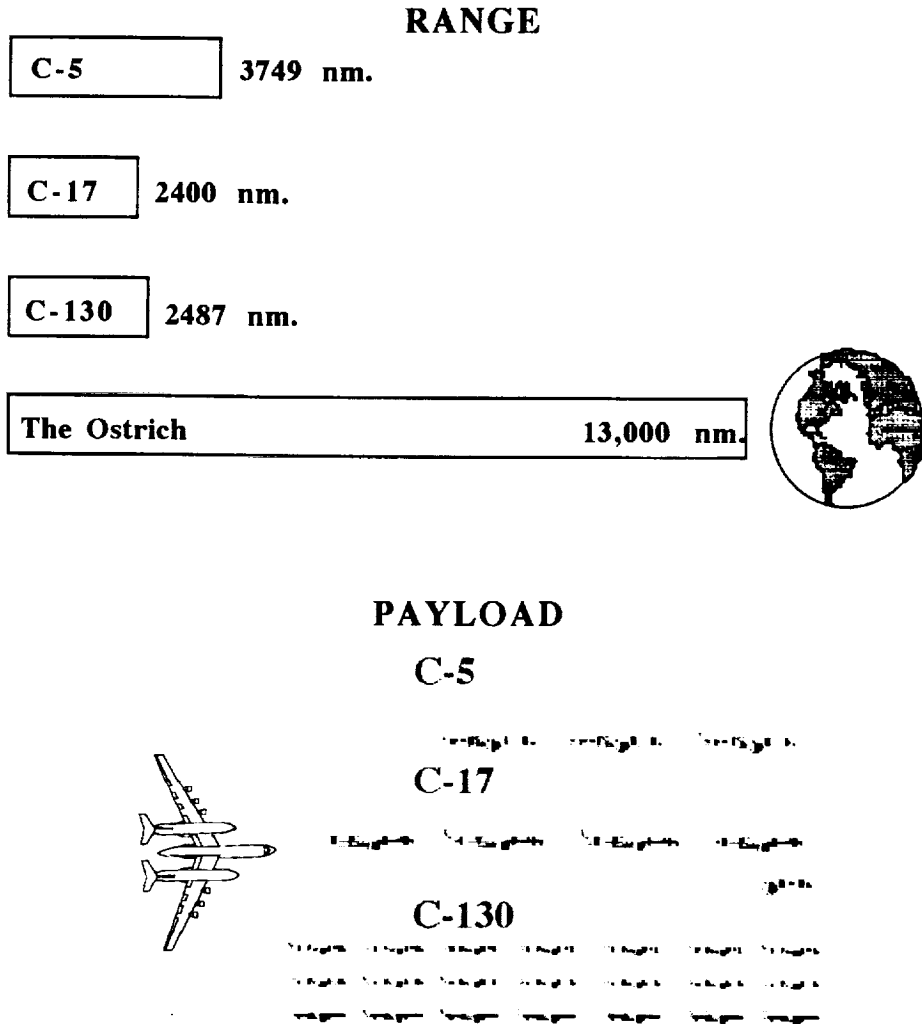 RANGE
C-5 3749 nm.
C-17 2400 nm.
C-130 2487 nm.
The Ostrich 13,000 nm.
PAYLOAD
C-5
C-17
C-130